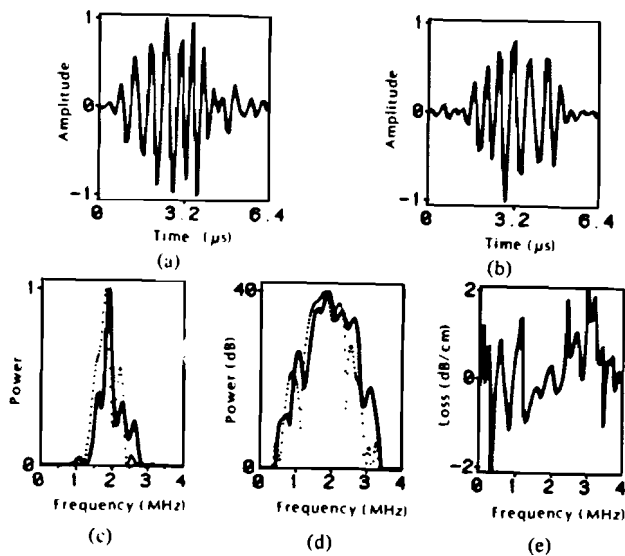 1
0
-1
Amplitude
0 3.2 6.4
Time (μs)
(a)
1
0
-1
Amplitude
0 3.2 6.4
Time (μs)
(b)
1
0
Power
0 1 2 3 4
Frequency (MHz)
(c)
40
20
0
Power (dB)
0 1 2 3 4
Frequency (MHz)
(d)
2
0
-2
Loss (dB/cm)
0 1 2 3 4
Frequency (MHz)
(e)